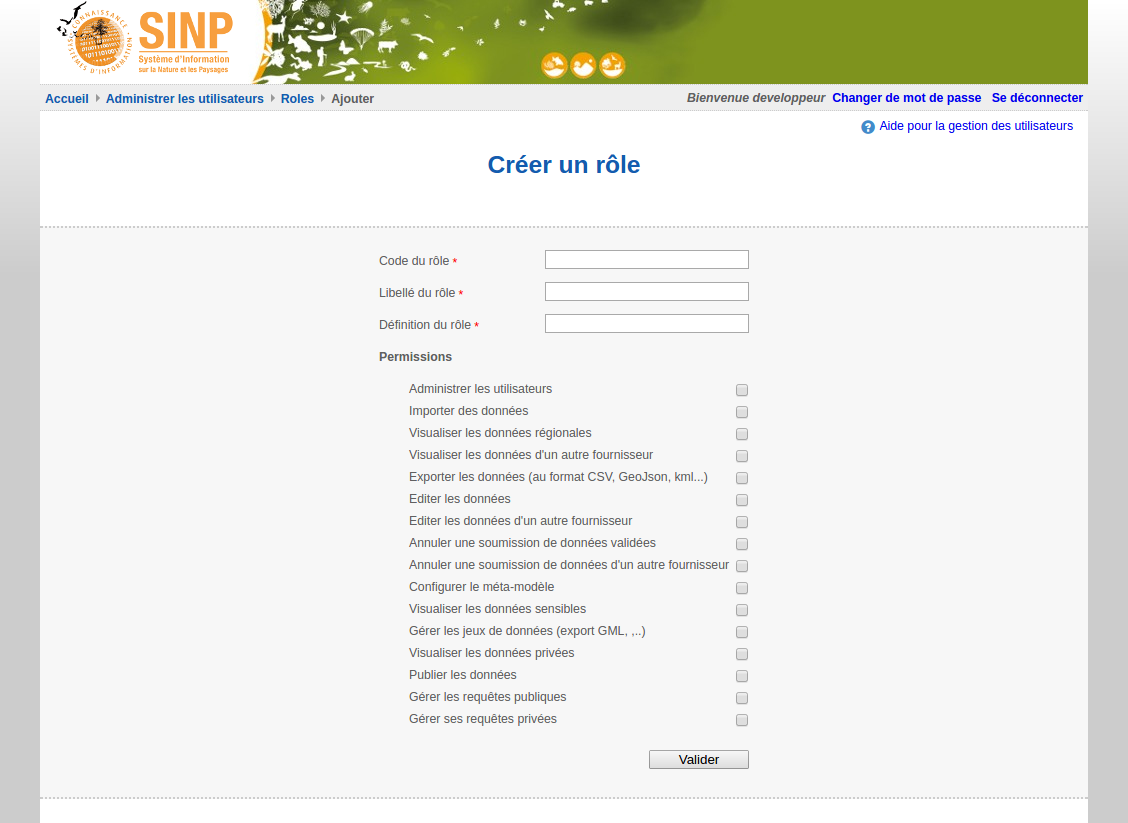 SINP
Système d'Information
sur la Nature et les Paysages
Accueil Administrer les utilisateurs Roles Ajouter Bienvenue developpeur Changer de mot de passe Se déconnecter
Aide pour la gestion des utilisateurs
Créer un rôle
Code du rôle *
Libellé du rôle *
Définition du rôle *
Permissions
Administrer les utilisateurs
Importer des données
Visualiser les données régionales
Visualiser les données d'un autre fournisseur
Exporter les données (au format CSV, GeoJson, kml...)
Editer les données
Editer les données d'un autre fournisseur
Annuler une soumission de données validées
Annuler une soumission de données d'un autre fournisseur
Configurer le méta-modèle
Visualiser les données sensibles
Gérer les jeux de données (export GML, ,..)
Visualiser les données privées
Publier les données
Gérer les requêtes publiques
Gérer ses requêtes privées
Valider